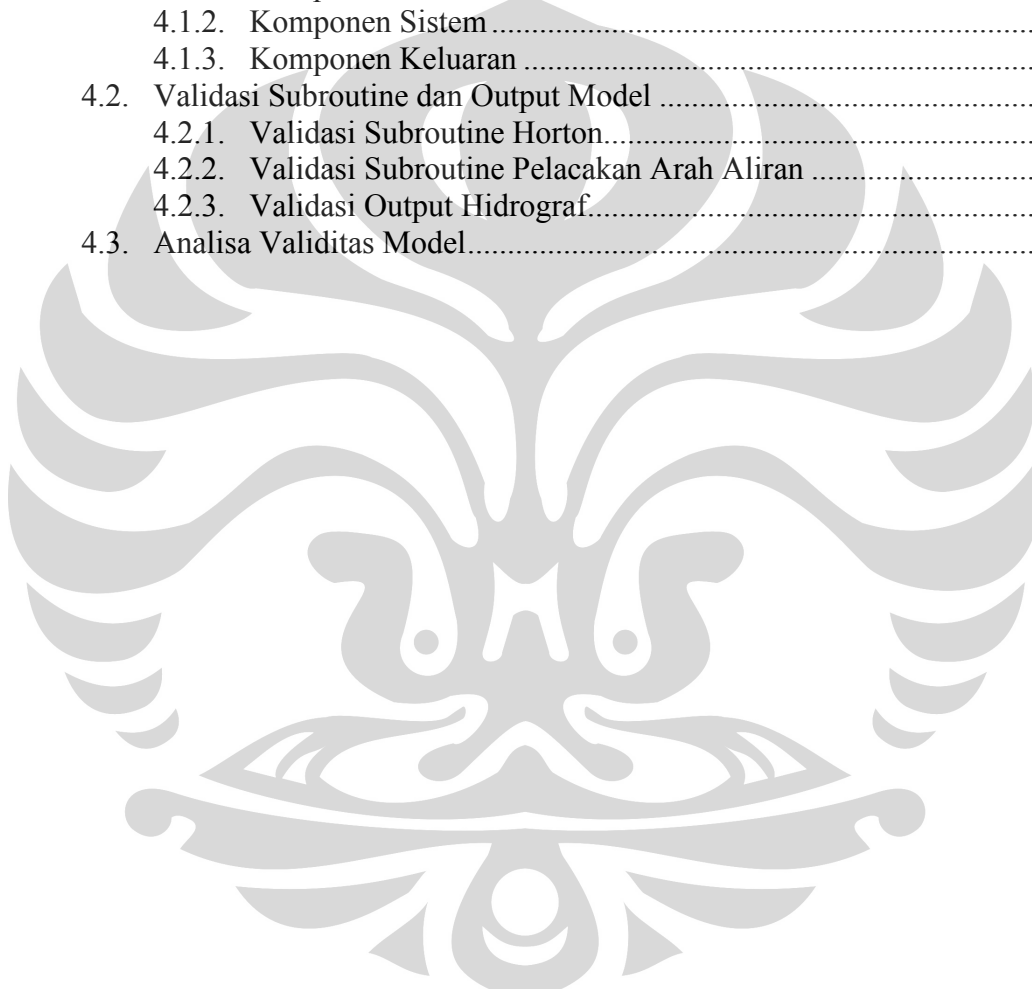 4.1.2. Komponen Sistem ..........................................................................
4.1.3. Komponen Keluaran ......................................................................
4.2. Validasi Subroutine dan Output Model ....................................................
4.2.1. Validasi Subroutine Horton............................................................
4.2.2. Validasi Subroutine Pelacakan Arah Aliran ..............................
4.2.3. Validasi Output Hidrograf..............................................................
4.3. Analisa Validitas Model..............................................................................